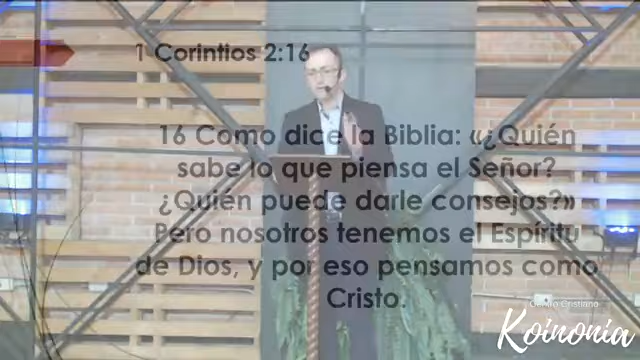 1 Corintios 2:16
16 Como dice la Biblia: «¿Quién
sabe lo que piensa el Señor?
¿Quién puede darle consejos?»
Pero nosotros tenemos el Espíritu
de Dios, y por eso pensamos como
Cristo.
Centro Cristiano
Koinonia